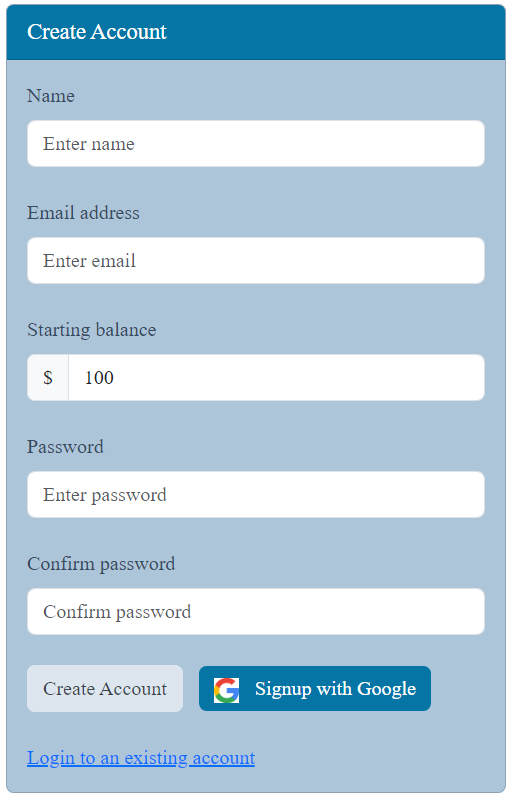 Create Account
Name
Enter name
Email address
Enter email
Starting balance
$ 100
Password
Enter password
Confirm password
Confirm password
Create Account Signup with Google
Login to an existing account